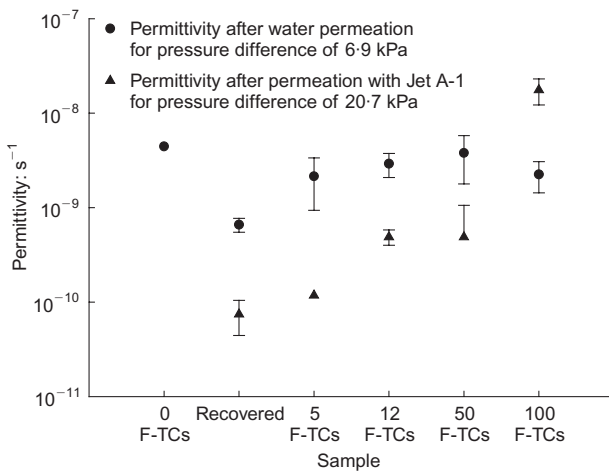 10⁻⁷
● Permittivity after water permeation
for pressure difference of 6·9 kPa
▲ Permittivity after permeation with Jet A-1
for pressure difference of 20·7 kPa
10⁻⁸
10⁻⁹
10⁻¹⁰
10⁻¹¹
Permittivity: s⁻¹
0 Recovered 5 12 50 100
F-TCs F-TCs F-TCs F-TCs F-TCs
Sample